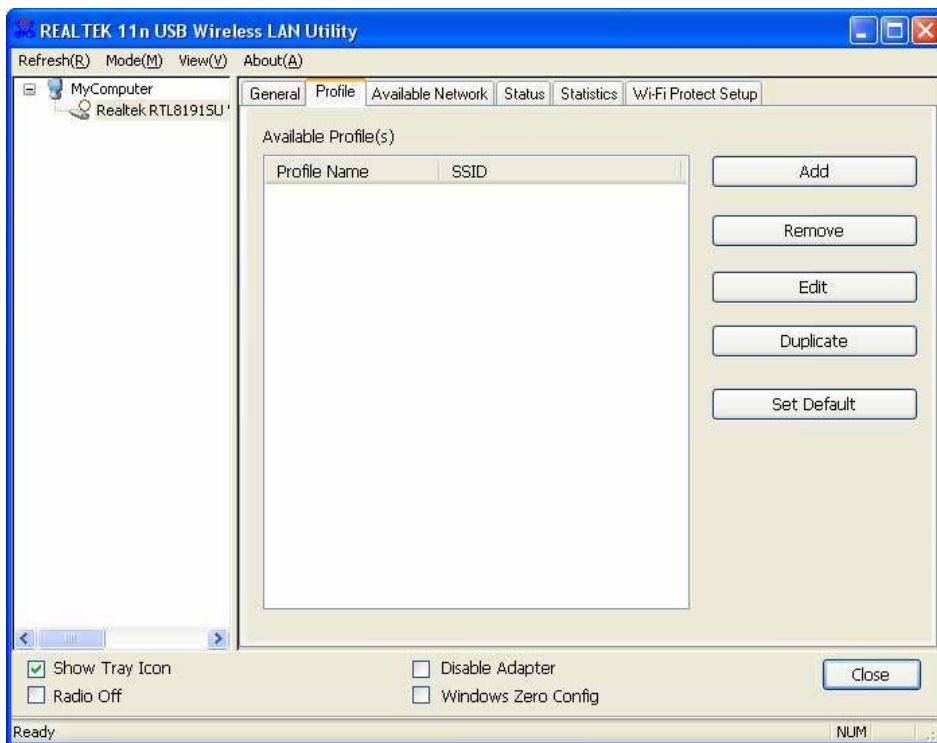 REALTEK 11n USB Wireless LAN Utility
Refresh(R) Mode(M) View(V) About(A)
MyComputer
Realtek RTL8191SU
General Profile Available Network Status Statistics Wi-Fi Protect Setup
Available Profile(s)
Profile Name SSID
Add
Remove
Edit
Duplicate
Set Default
Show Tray Icon
Radio Off
Disable Adapter
Windows Zero Config
Close
Ready
NUM